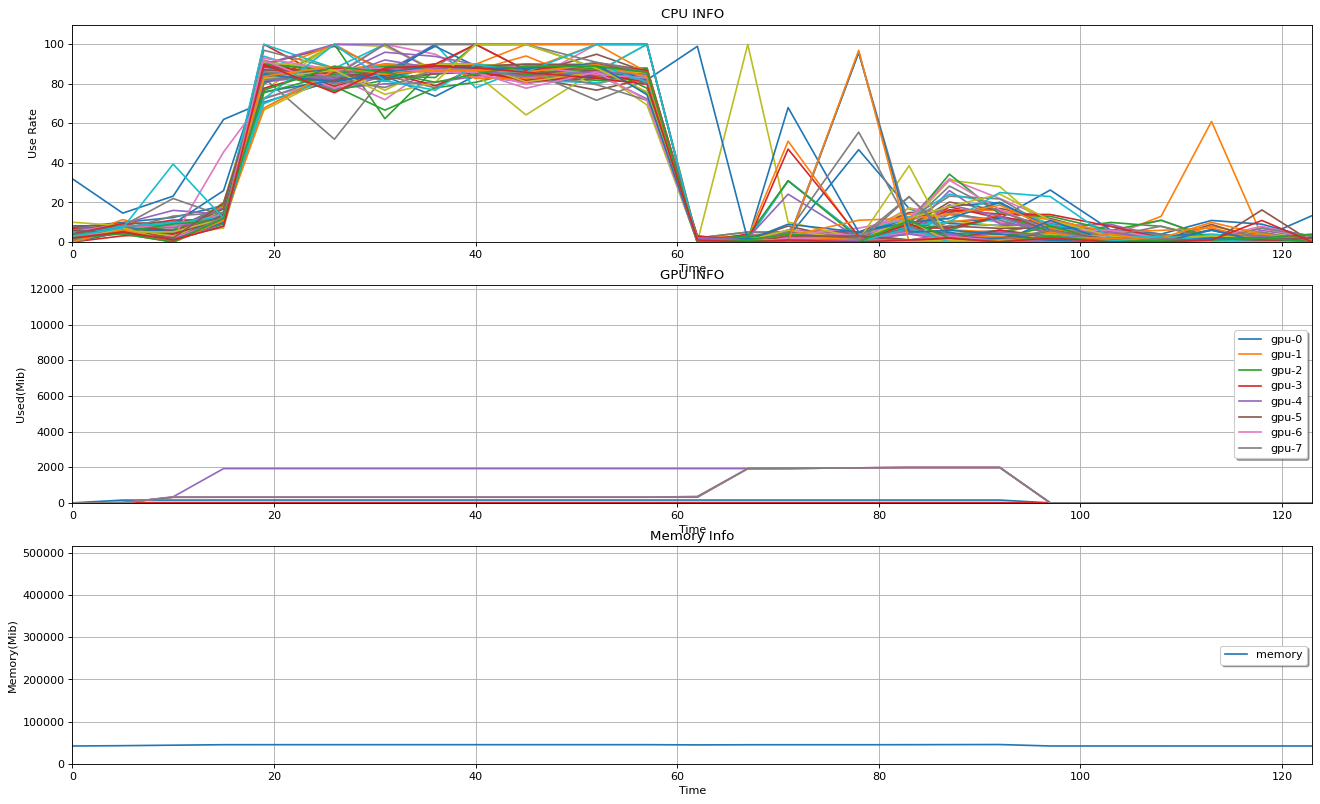 CPU INFO
100
80
60
40
20
0
Use Rate
0 20 40 60 80 100 120
Time
GPU INFO
12000
10000
8000
6000
4000
2000
0
Used(Mib)
gpu-0
gpu-1
gpu-2
gpu-3
gpu-4
gpu-5
gpu-6
gpu-7
0 20 40 60 80 100 120
Time
Memory Info
500000
400000
300000
200000
100000
0
Memory(Mib)
memory
0 20 40 60 80 100 120
Time